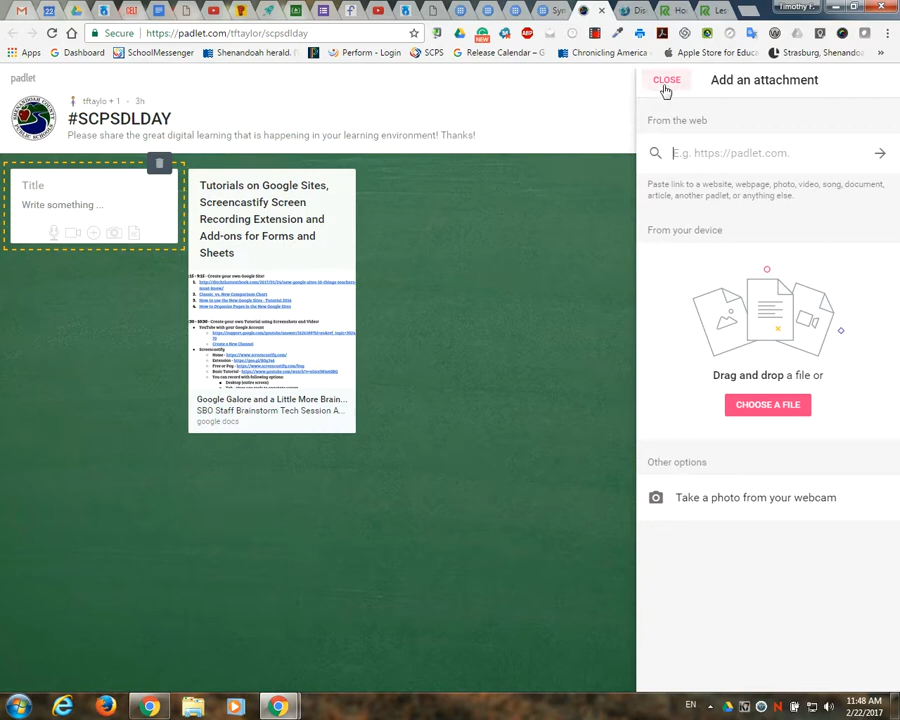 Timothy F.
Syn
Dis
Ho
Les
Secure
https://padlet.com/tftaylor/scpsdlday
Apps
Dashboard
SchoolMessenger
Shenandoah herald.
Perform - Login
SCPS
Release Calendar – G
Chronicling America
Apple Store for Educa
Strasburg, Shenando
padlet
tftaylo + 1 · 3h
#SCPSDLDAY
Please share the great digital learning that is happening in your learning environment! Thanks!
Title
Write something ...
Tutorials on Google Sites,
Screencastify Screen
Recording Extension and
Add-ons for Forms and
Sheets
Google Galore and a Little More Brain...
SBO Staff Brainstorm Tech Session A...
google:docs
CLOSE
Add an attachment
From the web
E.g. https://padlet.com.
Paste link to a website, webpage, photo, video, song, document,
article, another padlet, or anything else.
From your device
Drag and drop a file or
CHOOSE A FILE
Other options
Take a photo from your webcam
EN
11:48 AM
2/22/2017